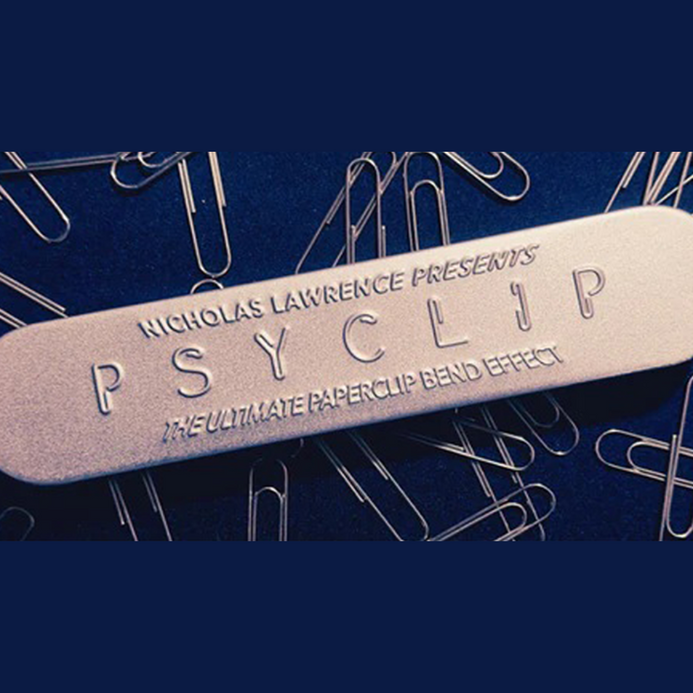 NICHOLAS LAWRENCE PRESENTS
PSYCLIP
THE ULTIMATE PAPERCLIP BEND EFFECT